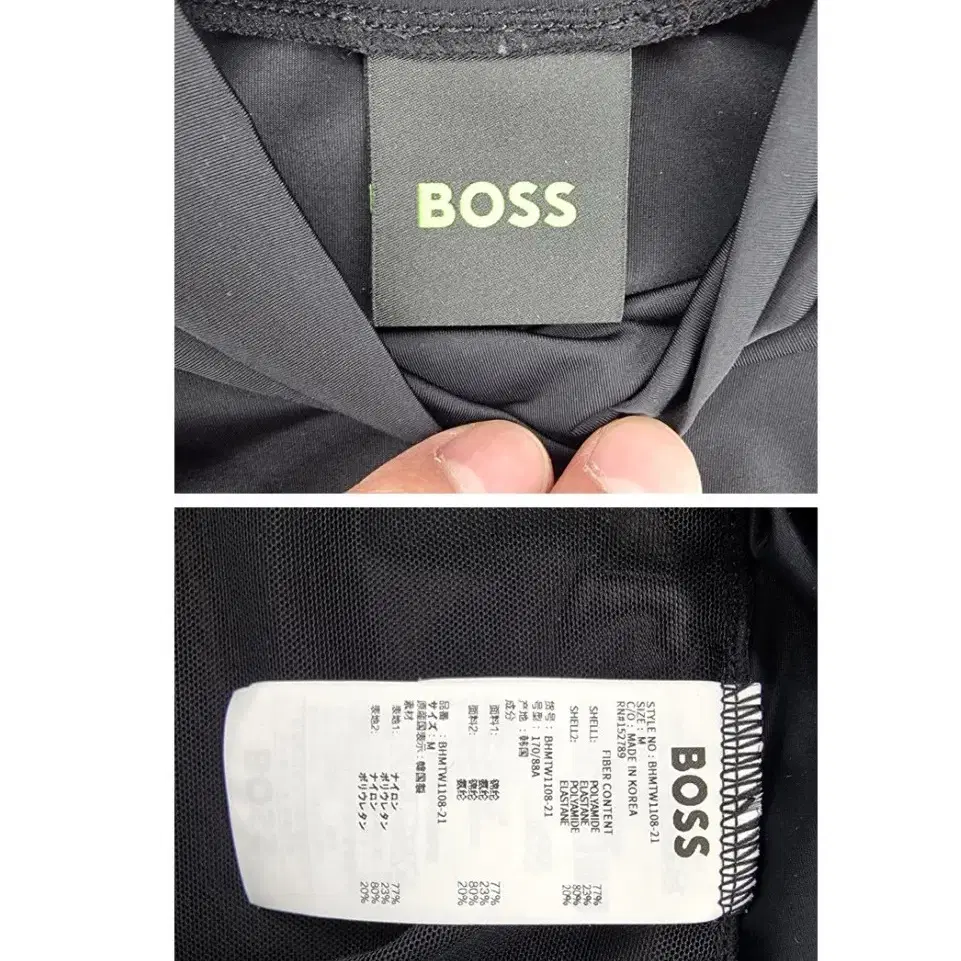 BOSS
BOSS
STYLE NO : BHMTW1108-21
SIZE : M
C/O : MADE IN KOREA
RN#152789
FIBER CONTENT
SHELL1: POLYAMIDE 77%
ELASTANE 23%
SHELL2: POLYAMIDE 80%
ELASTANE 20%
货号 : BHMTW1108-21
号型 : 170/88A
产地 : 韩国
成分
面料1: 锦纶 77%
氨纶 23%
面料2: 锦纶 80%
氨纶 20%
品番 : BHMTW1108-21
サイズ : M
原産国表示 : 韓国製
素材
表地1: ナイロン 77%
ポリウレタン 23%
表地2: ナイロン 80%
ポリウレタン 20%